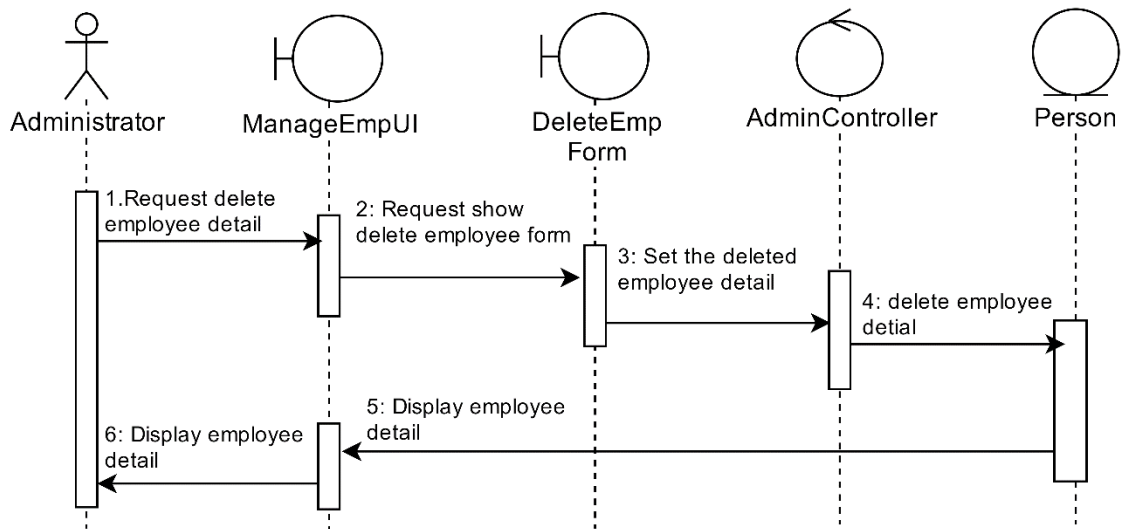 Administrator
ManageEmpUI
DeleteEmp
Form
AdminController
Person
1.Request delete
employee detail
2: Request show
delete employee form
3: Set the deleted
employee detail
4: delete employee
detial
5: Display employee
detail
6: Display employee
detail